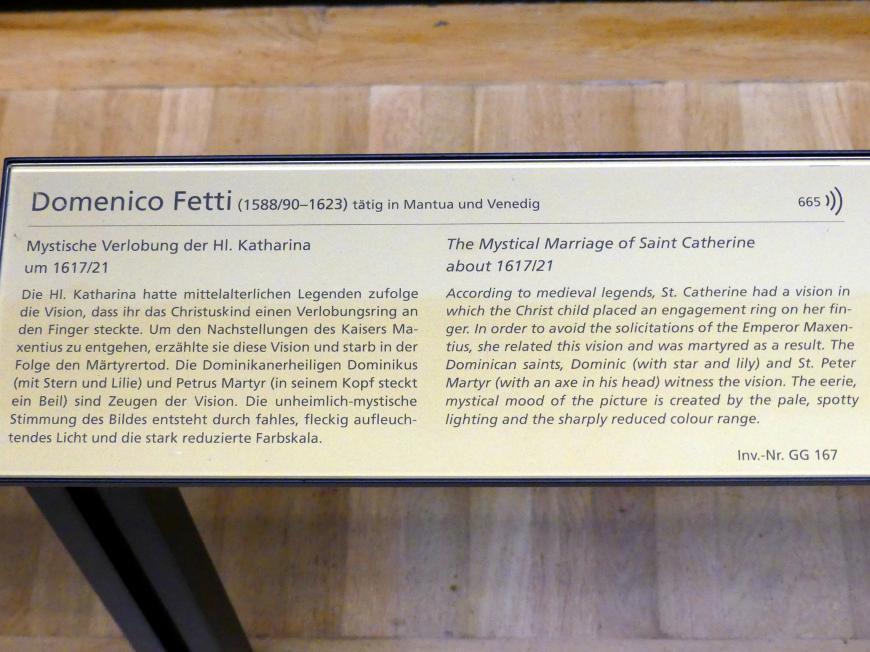 Domenico Fetti (1588/90–1623) tätig in Mantua und Venedig
665
Mystische Verlobung der Hl. Katharina
um 1617/21
Die Hl. Katharina hatte mittelalterlichen Legenden zufolge
die Vision, dass ihr das Christuskind einen Verlobungsring an
den Finger steckte. Um den Nachstellungen des Kaisers Ma-
xentius zu entgehen, erzählte sie diese Vision und starb in der
Folge den Märtyrertod. Die Dominikanerheiligen Dominikus
(mit Stern und Lilie) und Petrus Martyr (in seinem Kopf steckt
ein Beil) sind Zeugen der Vision. Die unheimlich-mystische
Stimmung des Bildes entsteht durch fahles, fleckig aufleuch-
tendes Licht und die stark reduzierte Farbskala.
The Mystical Marriage of Saint Catherine
about 1617/21
According to medieval legends, St. Catherine had a vision in
which the Christ child placed an engagement ring on her fin-
ger. In order to avoid the solicitations of the Emperor Maxen-
tius, she related this vision and was martyred as a result. The
Dominican saints, Dominic (with star and lily) and St. Peter
Martyr (with an axe in his head) witness the vision. The eerie,
mystical mood of the picture is created by the pale, spotty
lighting and the sharply reduced colour range.
Inv.-Nr. GG 167